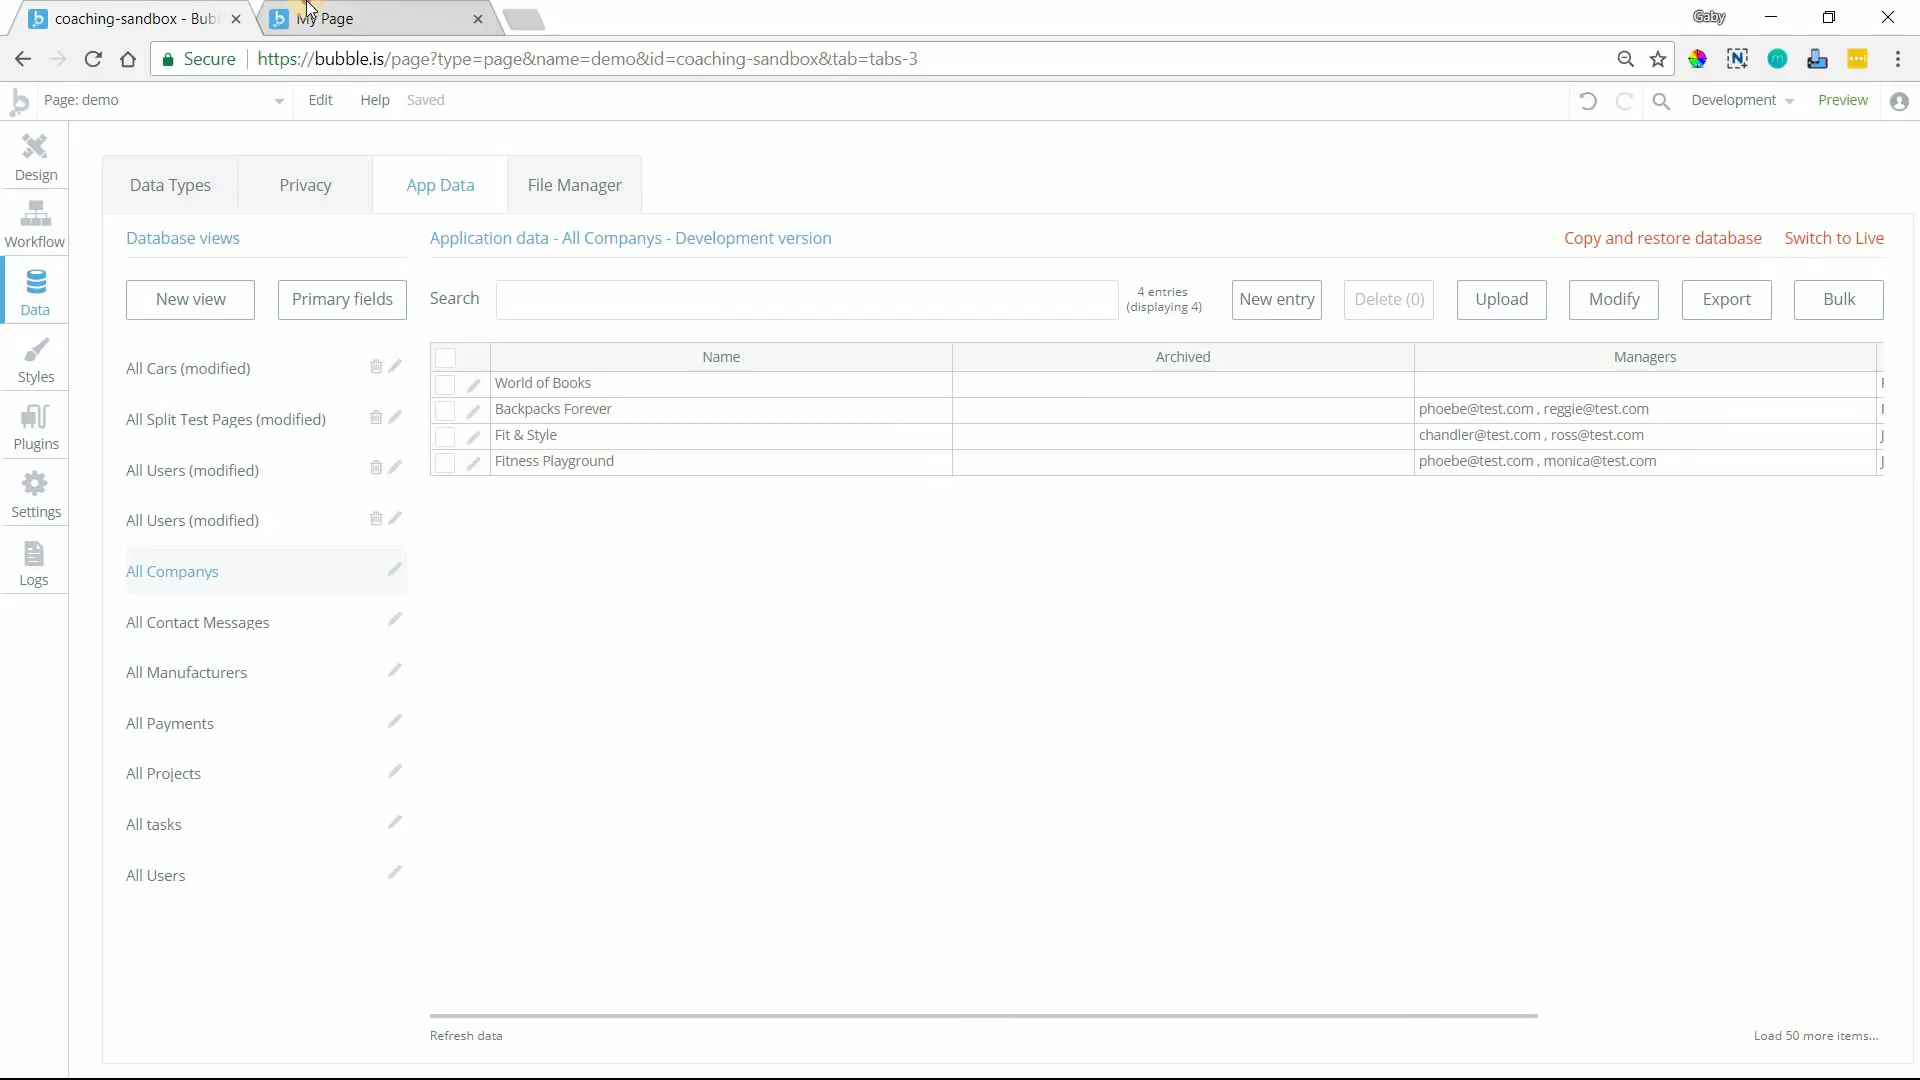 coaching-sandbox - Bub
My Page
Gaby
Secure
https://bubble.is/page?type=page&name=demo&id=coaching-sandbox&tab=tabs-3
Page: demo
Edit
Help
Saved
Development
Preview
Design
Workflow
Data
Styles
Plugins
Settings
Logs
Data Types
Privacy
App Data
File Manager
Database views
New view
Primary fields
All Cars (modified)
All Split Test Pages (modified)
All Users (modified)
All Users (modified)
All Companys
All Contact Messages
All Manufacturers
All Payments
All Projects
All tasks
All Users
Application data - All Companys - Development version
Copy and restore database
Switch to Live
Search
4 entries
(displaying 4)
New entry
Delete (0)
Upload
Modify
Export
Bulk
Name Archived Managers
World of Books
Backpacks Forever phoebe@test.com , reggie@test.com
Fit & Style chandler@test.com , ross@test.com
Fitness Playground phoebe@test.com , monica@test.com
Refresh data
Load 50 more items...